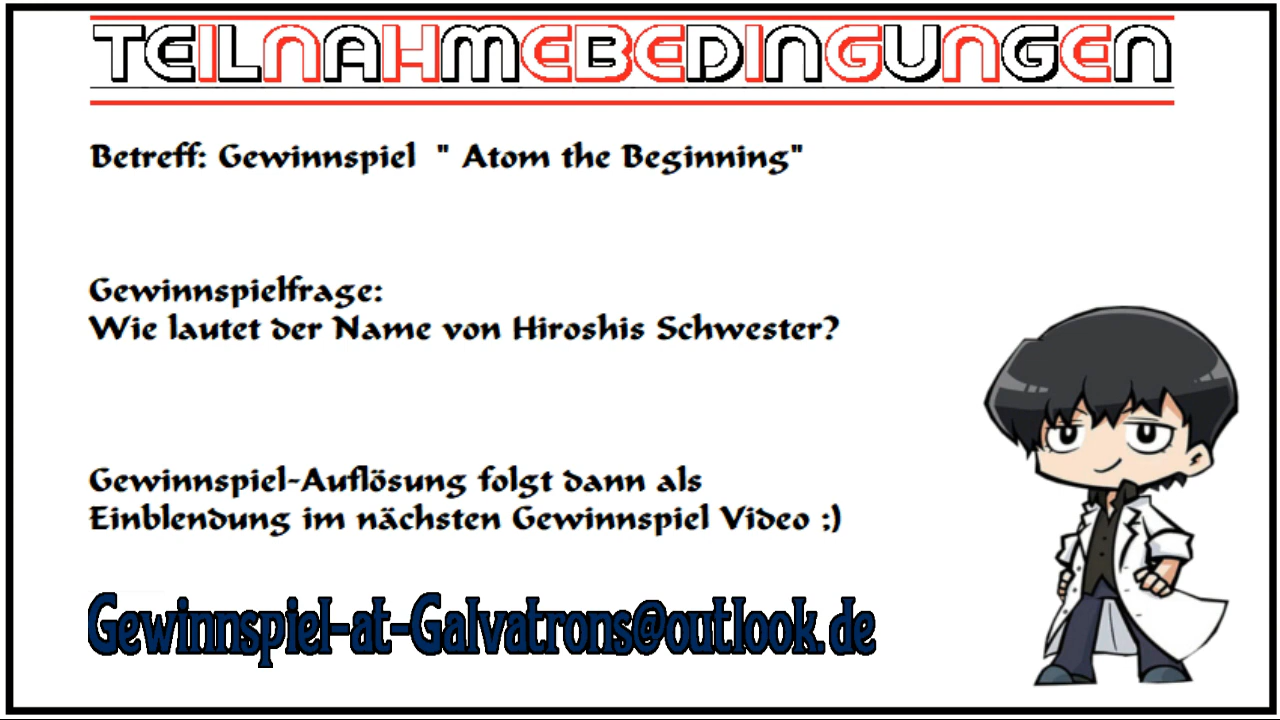 TEILNAHMEBEDINGUNGEN
Betreff: Gewinnspiel " Atom the Beginning"
Gewinnspielfrage:
Wie lautet der Name von Hiroshis Schwester?
Gewinnspiel-Auflösung folgt dann als
Einblendung im nächsten Gewinnspiel Video ;)
Gewinnspiel-at-Galvatrons@outlook.de